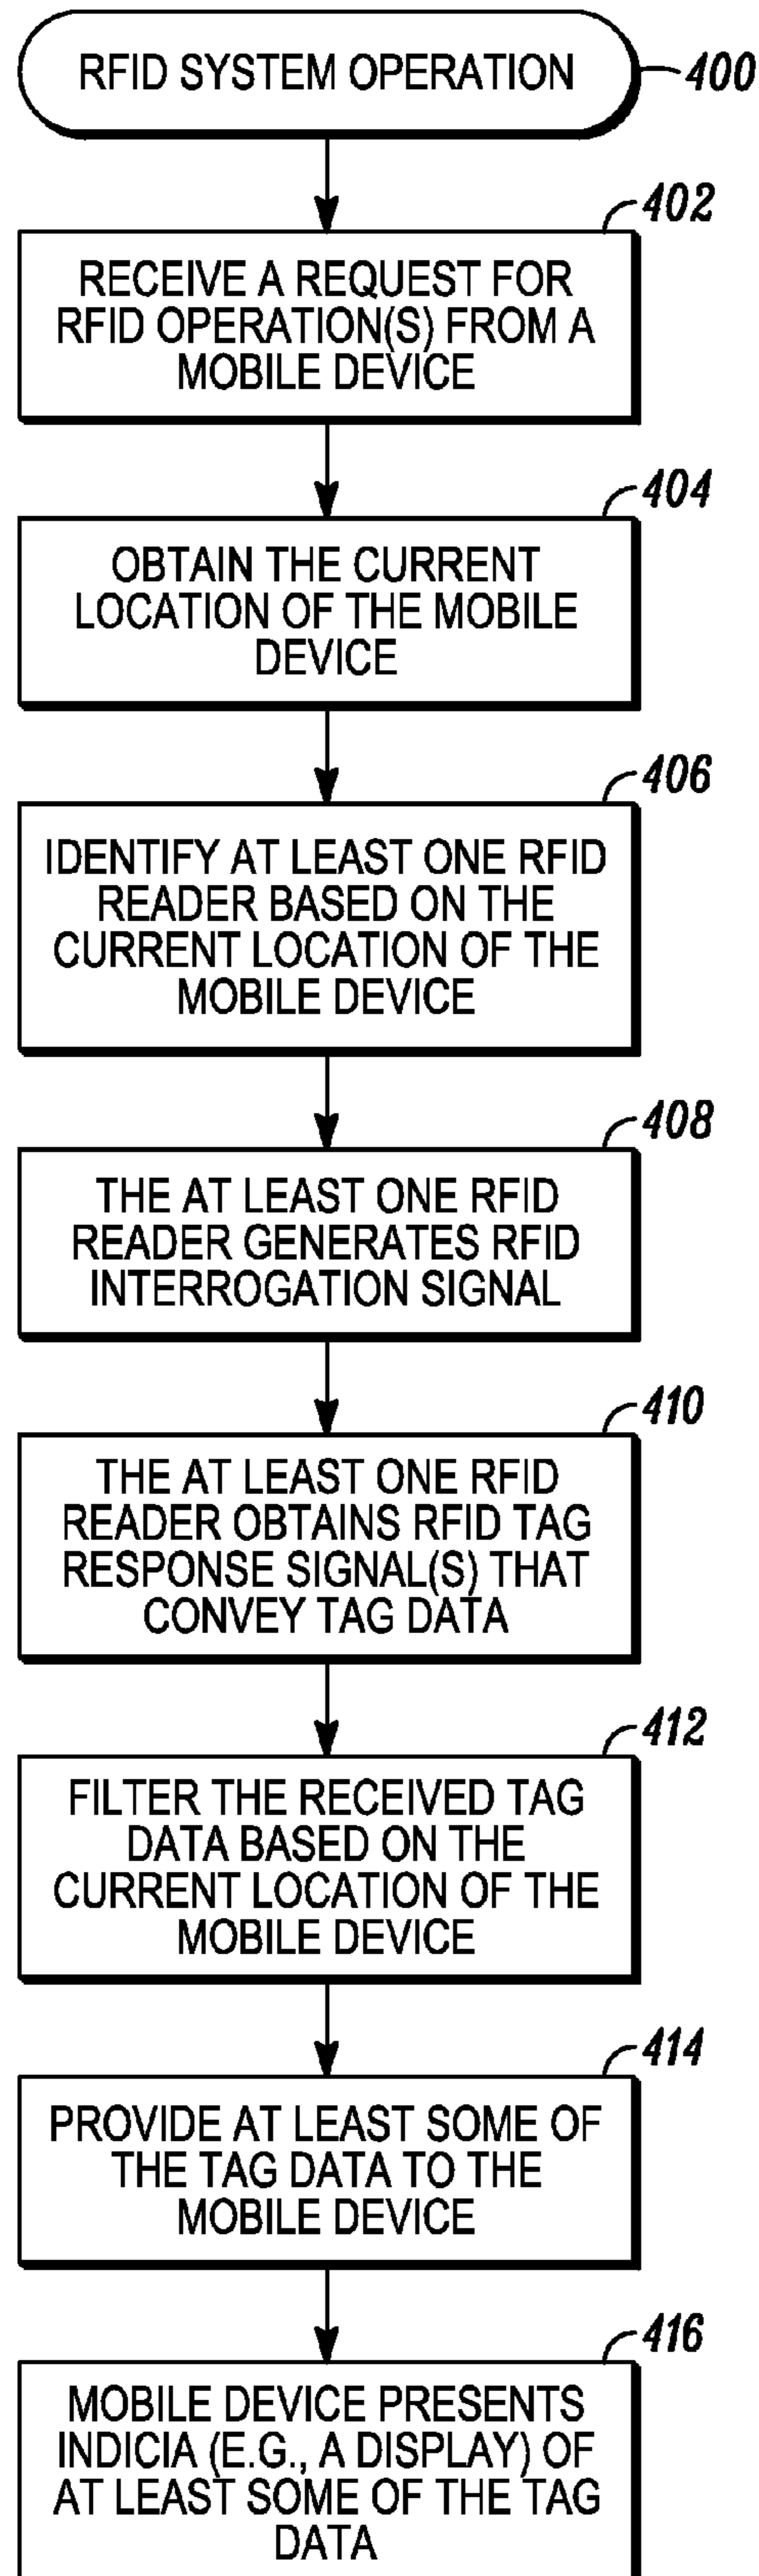 RFID SYSTEM OPERATION
400
402
RECEIVE A REQUEST FOR
RFID OPERATION(S) FROM A
MOBILE DEVICE
404
OBTAIN THE CURRENT
LOCATION OF THE MOBILE
DEVICE
406
IDENTIFY AT LEAST ONE RFID
READER BASED ON THE
CURRENT LOCATION OF THE
MOBILE DEVICE
408
THE AT LEAST ONE RFID
READER GENERATES RFID
INTERROGATION SIGNAL
410
THE AT LEAST ONE RFID
READER OBTAINS RFID TAG
RESPONSE SIGNAL(S) THAT
CONVEY TAG DATA
412
FILTER THE RECEIVED TAG
DATA BASED ON THE
CURRENT LOCATION OF THE
MOBILE DEVICE
414
PROVIDE AT LEAST SOME OF
THE TAG DATA TO THE
MOBILE DEVICE
416
MOBILE DEVICE PRESENTS
INDICIA (E.G., A DISPLAY) OF
AT LEAST SOME OF THE TAG
DATA